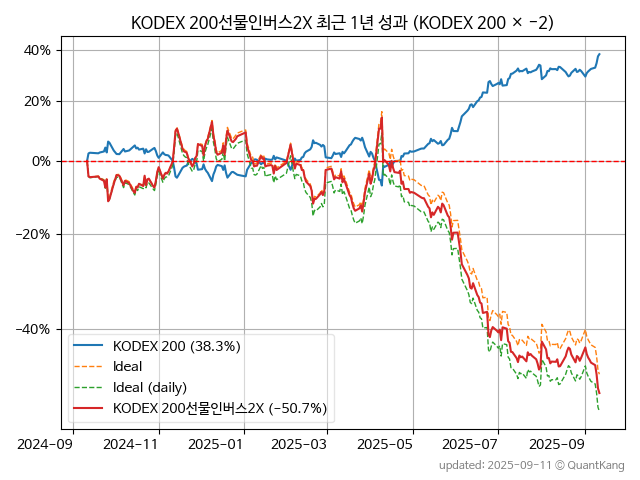 KODEX 200선물인버스2X 최근 1년 성과 (KODEX 200 × −2)
40%
20%
0%
−20%
−40%
KODEX 200 (38.3%)
Ideal
Ideal (daily)
KODEX 200선물인버스2X (−50.7%)
2024−09 2024−11 2025−01 2025−03 2025−05 2025−07 2025−09
updated: 2025−09−11 © QuantKang